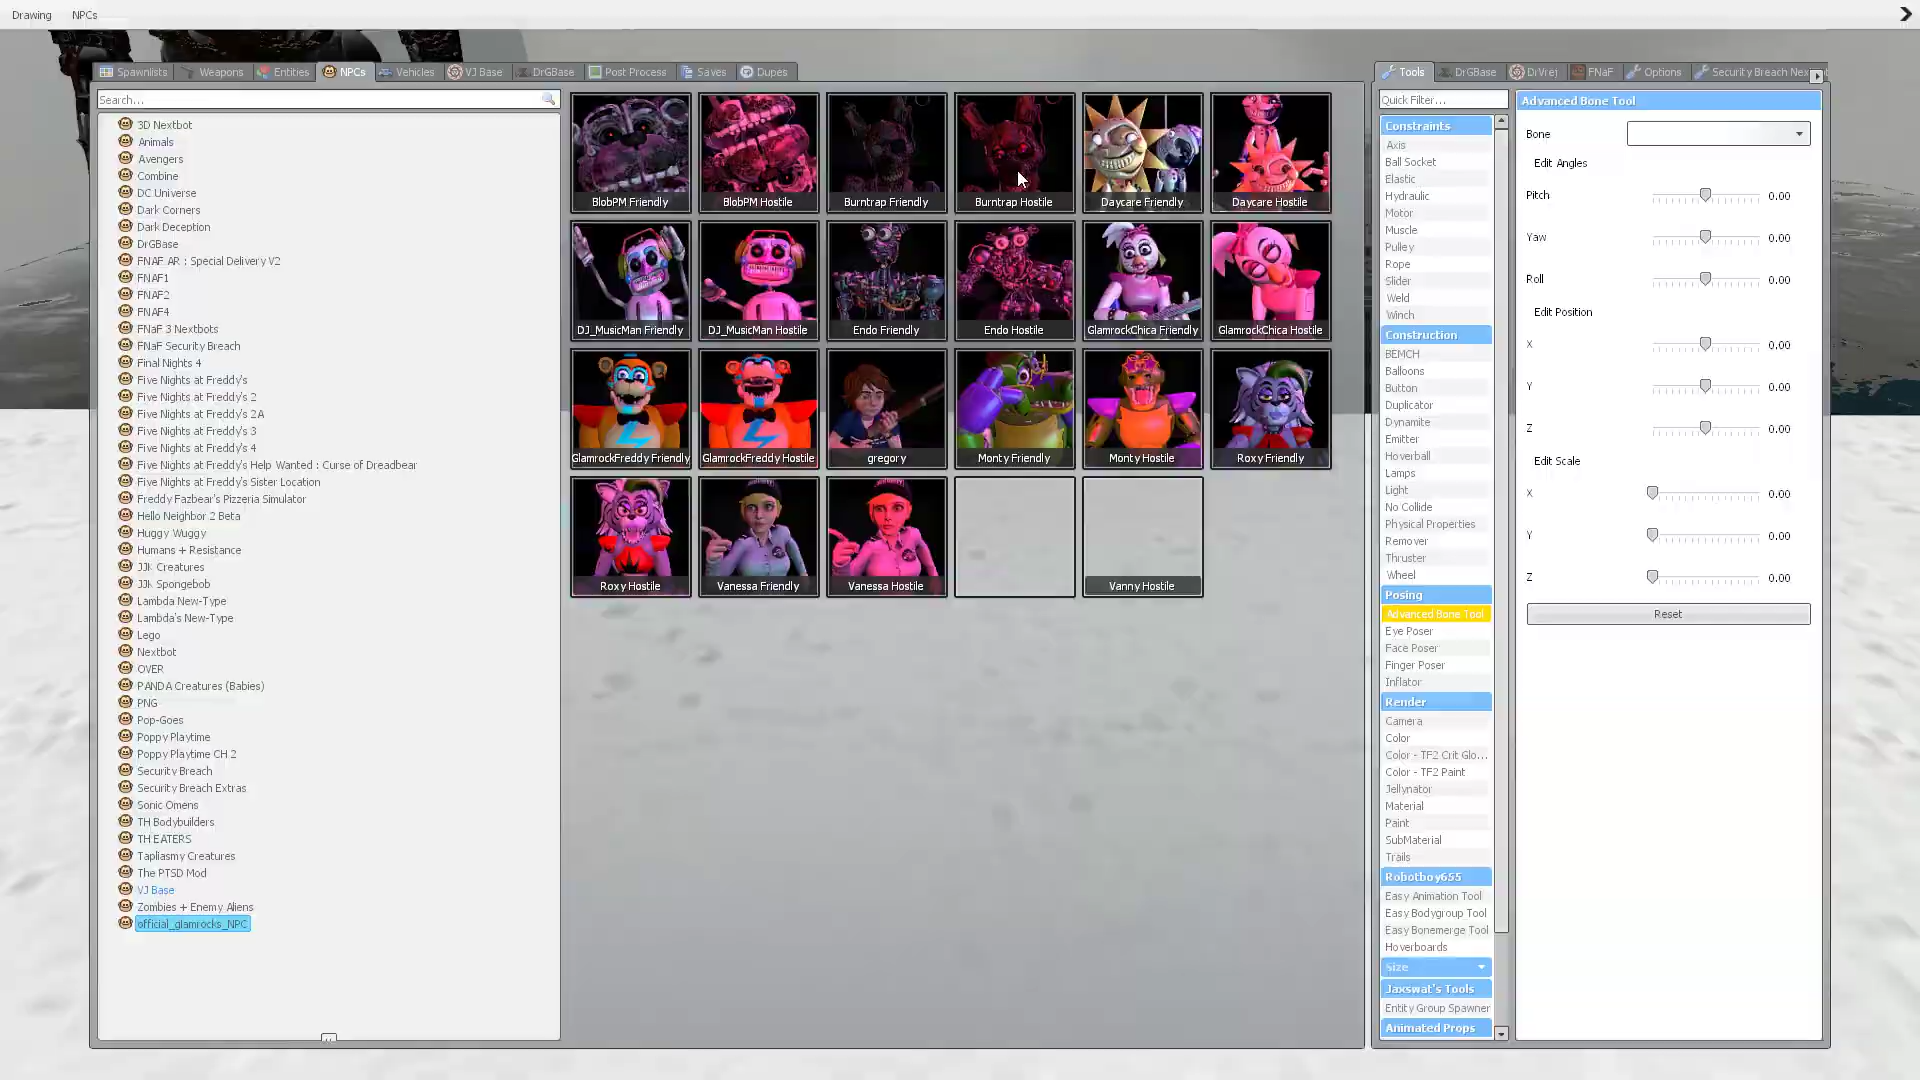 Drawing NPCs
Spawnlists Weapons Entities NPCs Vehicles VJ Base DrGBase Post Process Saves Dupes
Search...
3D Nextbot
Animals
Avengers
Combine
DC Universe
Dark Corners
Dark Deception
DrGBase
FNAF AR : Special Delivery V2
FNAF1
FNAF2
FNAF4
FNaF 3 Nextbots
FNaF Security Breach
Final Nights 4
Five Nights at Freddy's
Five Nights at Freddy's 2
Five Nights at Freddy's 2A
Five Nights at Freddy's 3
Five Nights at Freddy's 4
Five Nights at Freddy's Help Wanted : Curse of Dreadbear
Five Nights at Freddy's Sister Location
Freddy Fazbear's Pizzeria Simulator
Hello Neighbor 2 Beta
Huggy Wuggy
Humans + Resistance
JJK Creatures
JJk Spongebob
Lambda New-Type
Lambda's New-Type
Lego
Nextbot
OVER
PANDA Creatures (Babies)
PNG
Pop-Goes
Poppy Playtime
Poppy Playtime CH 2
Security Breach
Security Breach Extras
Sonic Omens
TH Bodybuilders
TH EATERS
Tapliasmy Creatures
The PTSD Mod
VJ Base
Zombies + Enemy Aliens
official_glamrocks_NPC
BlobPM Friendly BlobPM Hostile Burntrap Friendly Burntrap Hostile Daycare Friendly Daycare Hostile
DJ_MusicMan Friendly DJ_MusicMan Hostile Endo Friendly Endo Hostile GlamrockChica Friendly GlamrockChica Hostile
GlamrockFreddy Friendly GlamrockFreddy Hostile gregory Monty Friendly Monty Hostile Roxy Friendly
Roxy Hostile Vanessa Friendly Vanessa Hostile Vanny Hostile
Tools DrGBase DrVrej FNaF Options Security Breach Nex
Quick Filter...
Constraints
Axis
Ball Socket
Elastic
Hydraulic
Motor
Muscle
Pulley
Rope
Slider
Weld
Winch
Construction
BEMCH
Balloons
Button
Duplicator
Dynamite
Emitter
Hoverball
Lamps
Light
No Collide
Physical Properties
Remover
Thruster
Wheel
Posing
Advanced Bone Tool
Eye Poser
Face Poser
Finger Poser
Inflator
Render
Camera
Color
Color - TF2 Crit Glo...
Color - TF2 Paint
Jellynator
Material
Paint
SubMaterial
Trails
Robotboy655
Easy Animation Tool
Easy Bodygroup Tool
Easy Bonemerge Tool
Hoverboards
Size
Jaxswat's Tools
Entity Group Spawner
Animated Props
Advanced Bone Tool
Bone
Edit Angles
Pitch 0.00
Yaw 0.00
Roll 0.00
Edit Position
X 0.00
Y 0.00
Z 0.00
Edit Scale
X 0.00
Y 0.00
Z 0.00
Reset